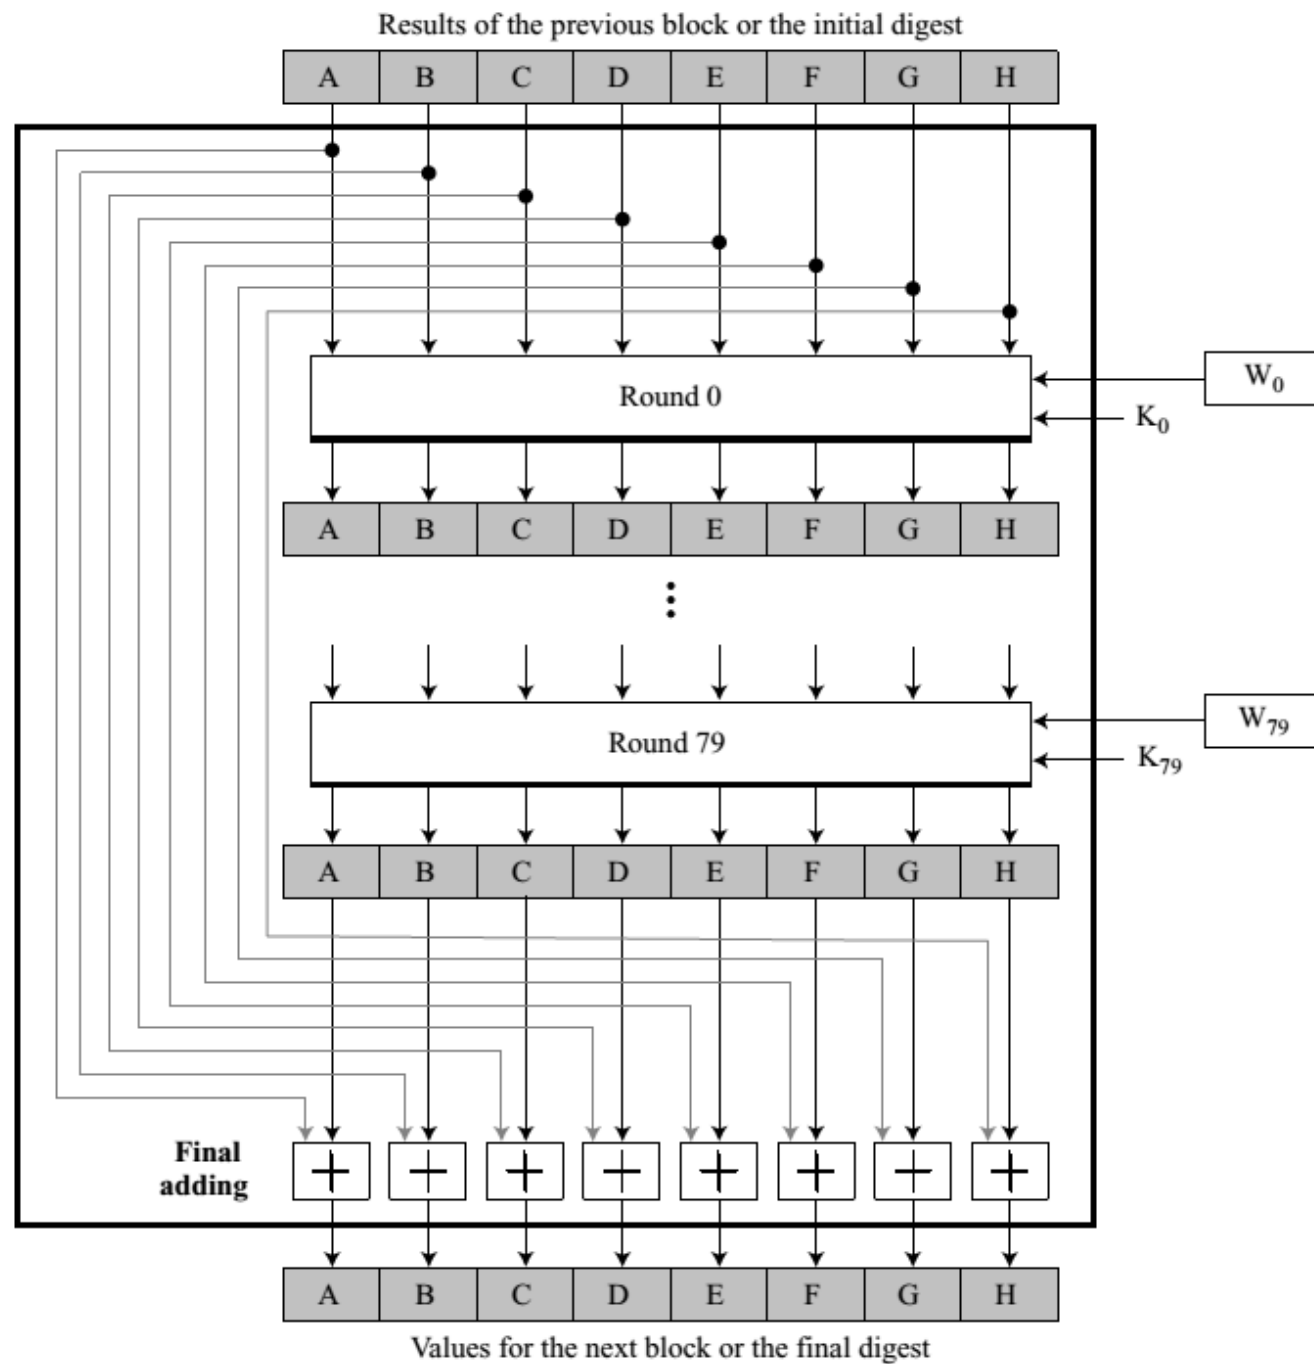 Results of the previous block or the initial digest
A B C D E F G H
Round 0
W₀
K₀
A B C D E F G H
Round 79
W₇₉
K₇₉
A B C D E F G H
Final
adding
+ + + + + + + +
A B C D E F G H
Values for the next block or the final digest